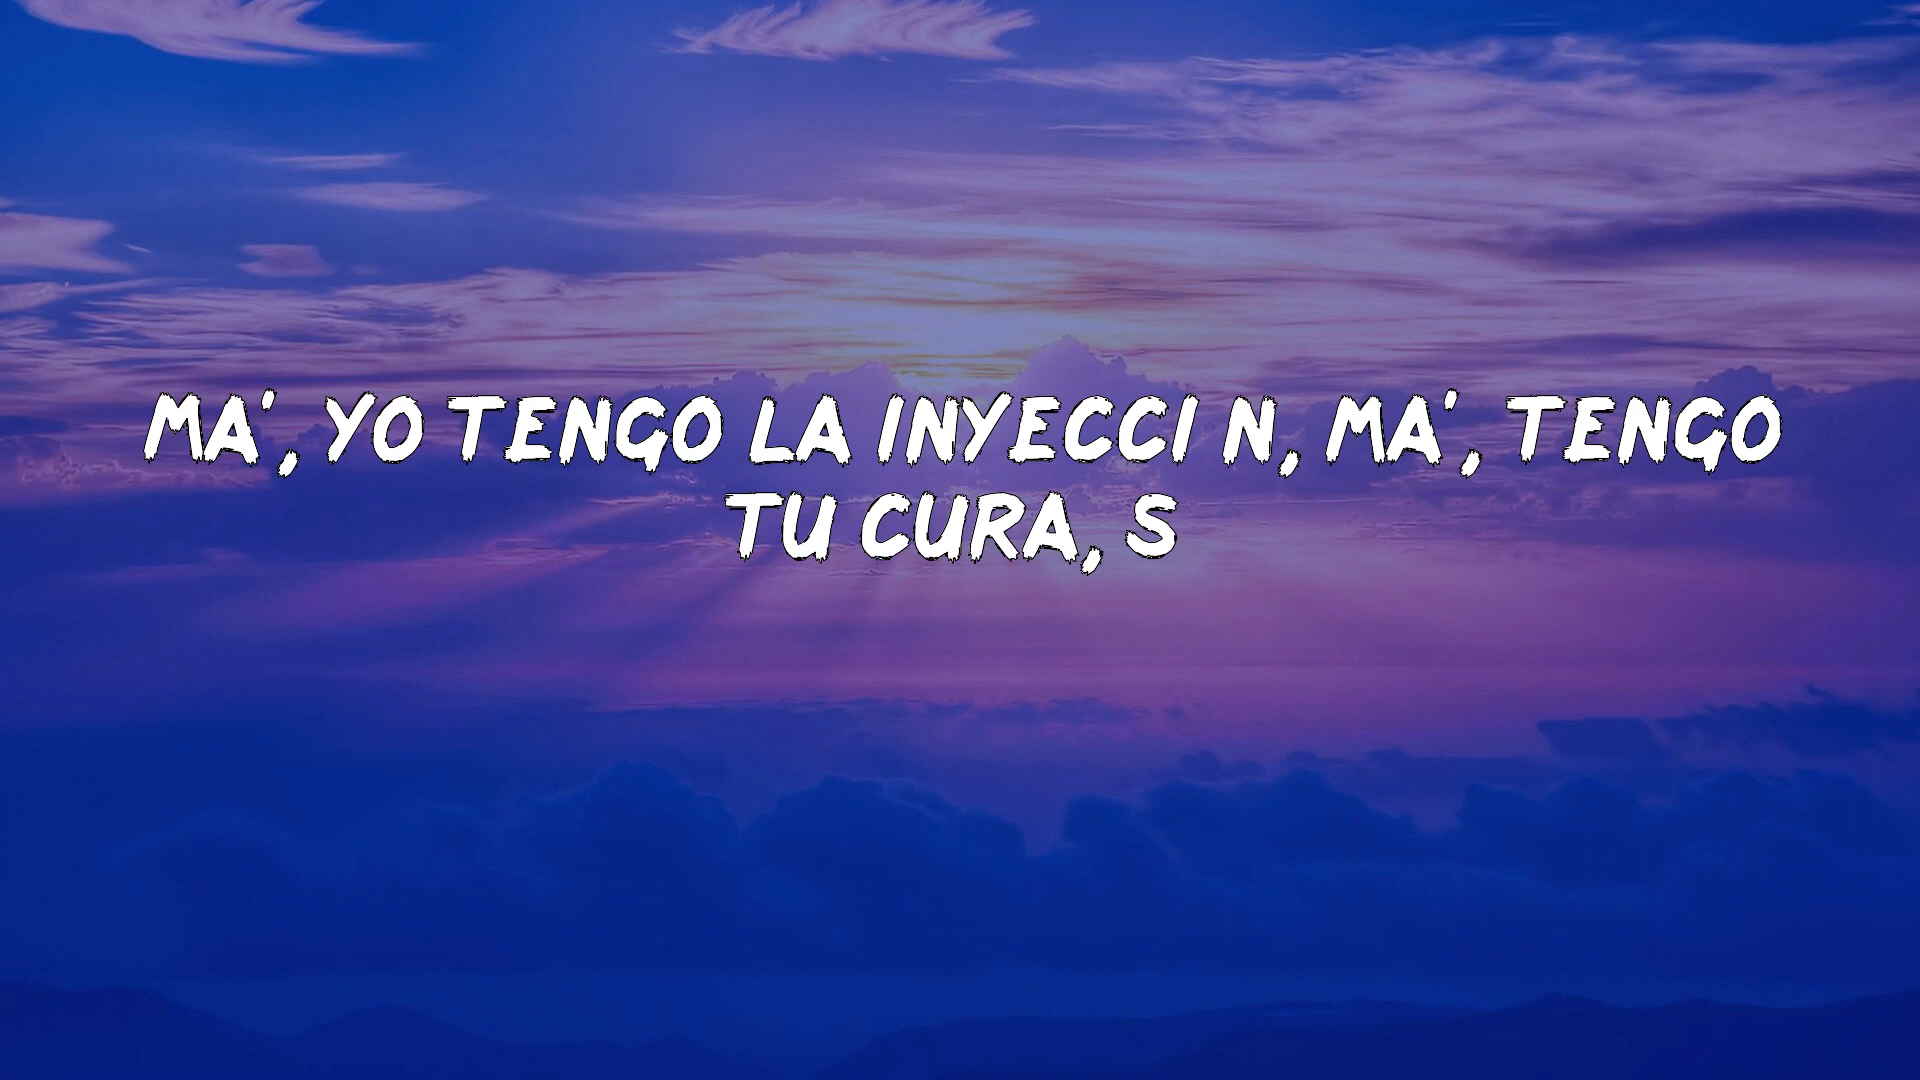 MA', YO TENGO LA INYECCI N, MA', TENGO
TU CURA, S